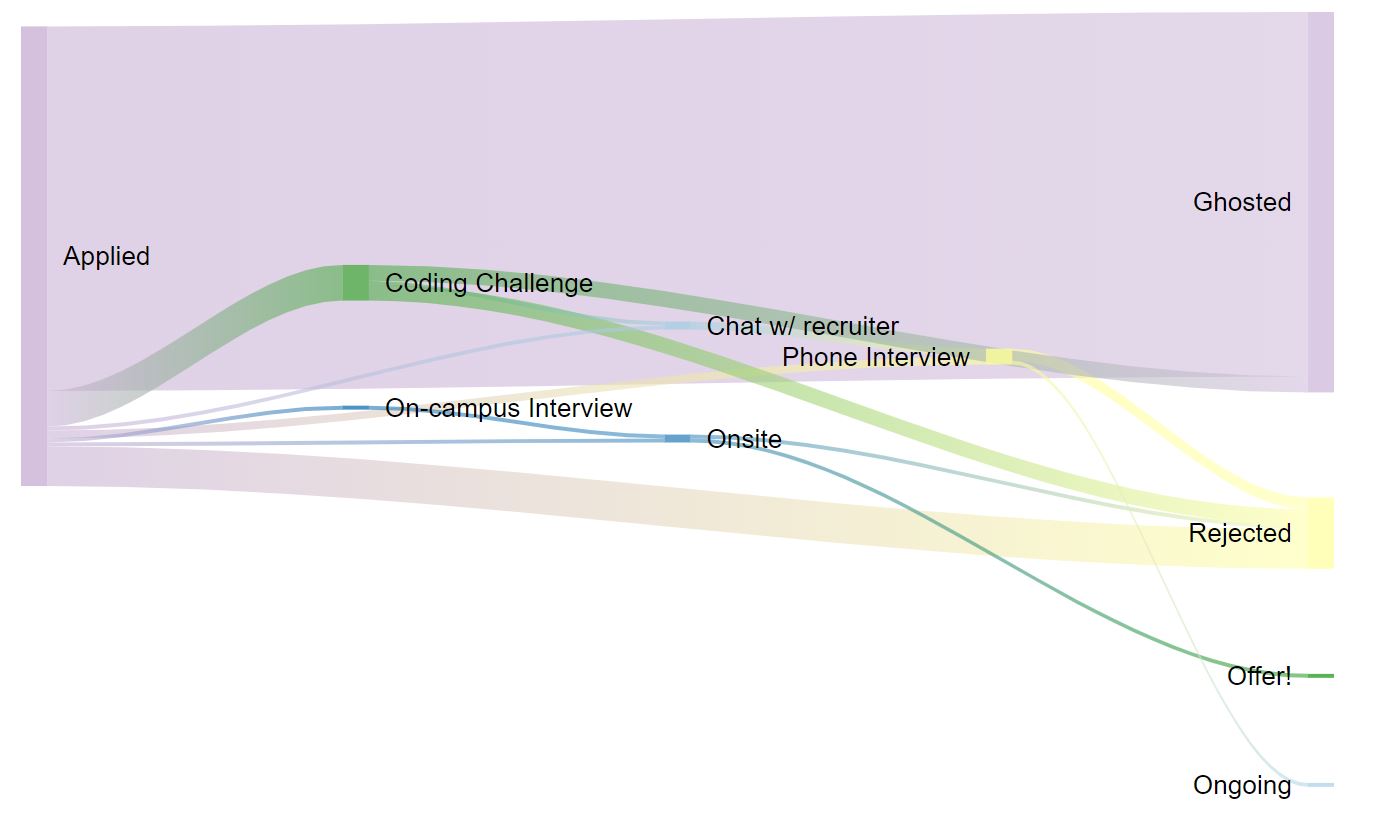 Ghosted
Applied
Coding Challenge
Chat w/ recruiter
Phone Interview
On-campus Interview
Onsite
Rejected
Offer!
Ongoing